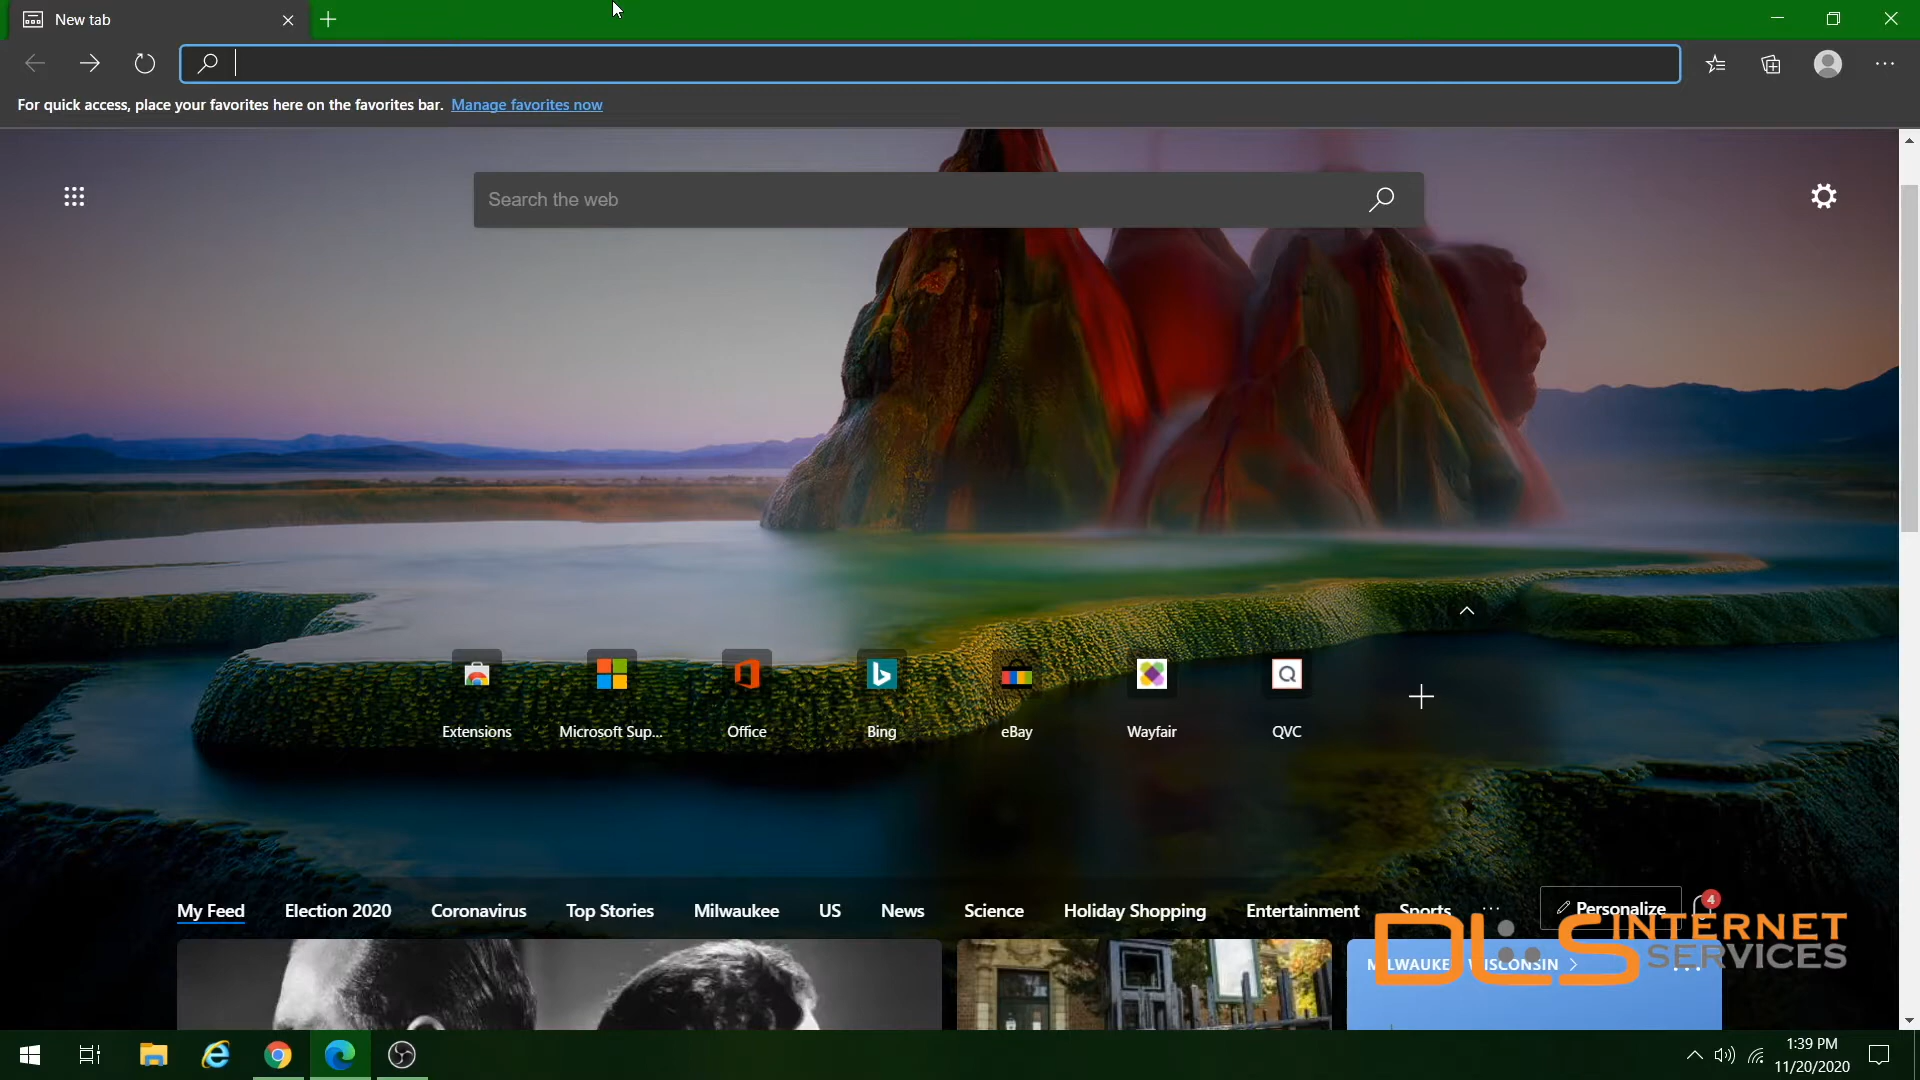 New tab
For quick access, place your favorites here on the favorites bar. Manage favorites now
Search the web
Extensions
Microsoft Sup...
Office
Bing
eBay
Wayfair
QVC
My Feed
Election 2020
Coronavirus
Top Stories
Milwaukee
US
News
Science
Holiday Shopping
Entertainment
Sports
Personalize
4
DLS INTERNET
SERVICES
1:39 PM
11/20/2020